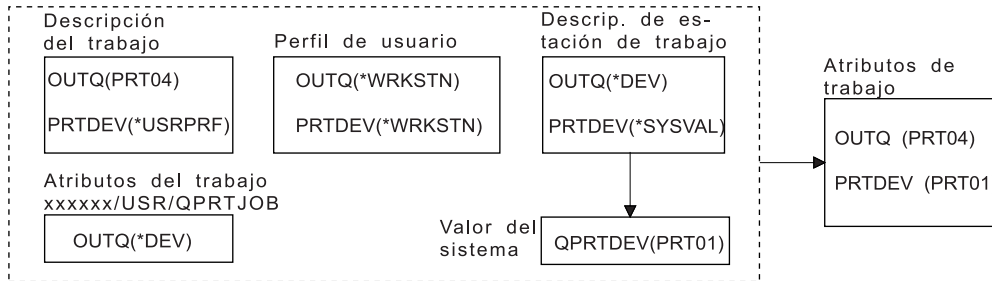 Descripción
del trabajo
OUTQ(PRT04)
PRTDEV(*USRPRF)
Perfil de usuario
OUTQ(*WRKSTN)
PRTDEV(*WRKSTN)
Descrip. de es-
tación de trabajo
OUTQ(*DEV)
PRTDEV(*SYSVAL)
Atributos del trabajo
xxxxxx/USR/QPRTJOB
OUTQ(*DEV)
Valor del
sistema
QPRTDEV(PRT01)
Atributos de
trabajo
OUTQ (PRT04)
PRTDEV (PRT01